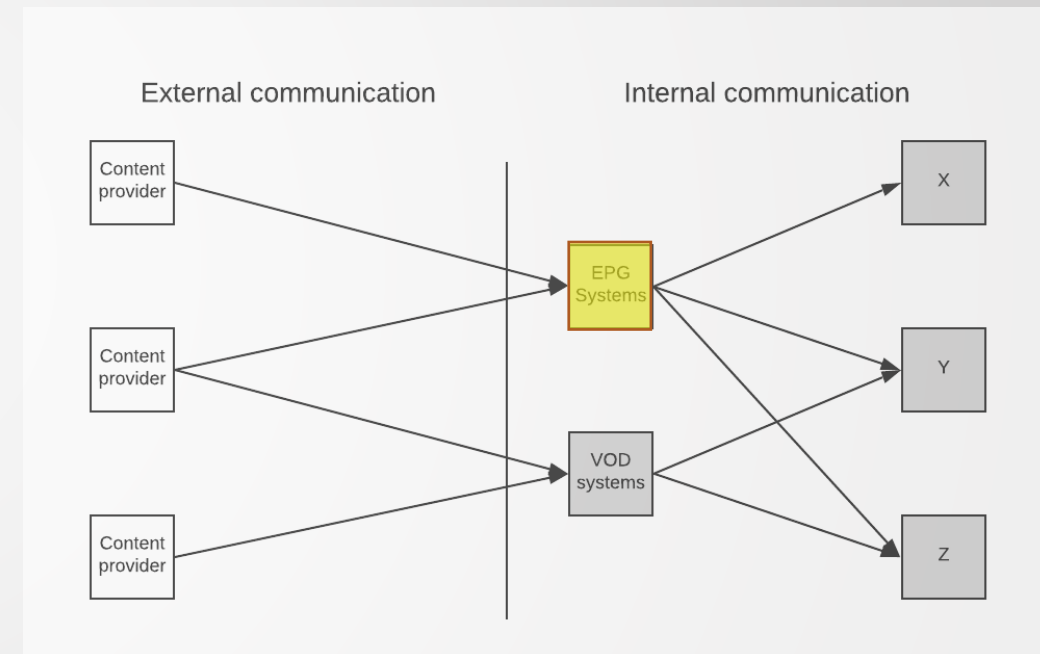 External communication
Internal communication
Content
provider
X
EPG
Systems
Content
provider
Y
VOD
systems
Content
provider
Z